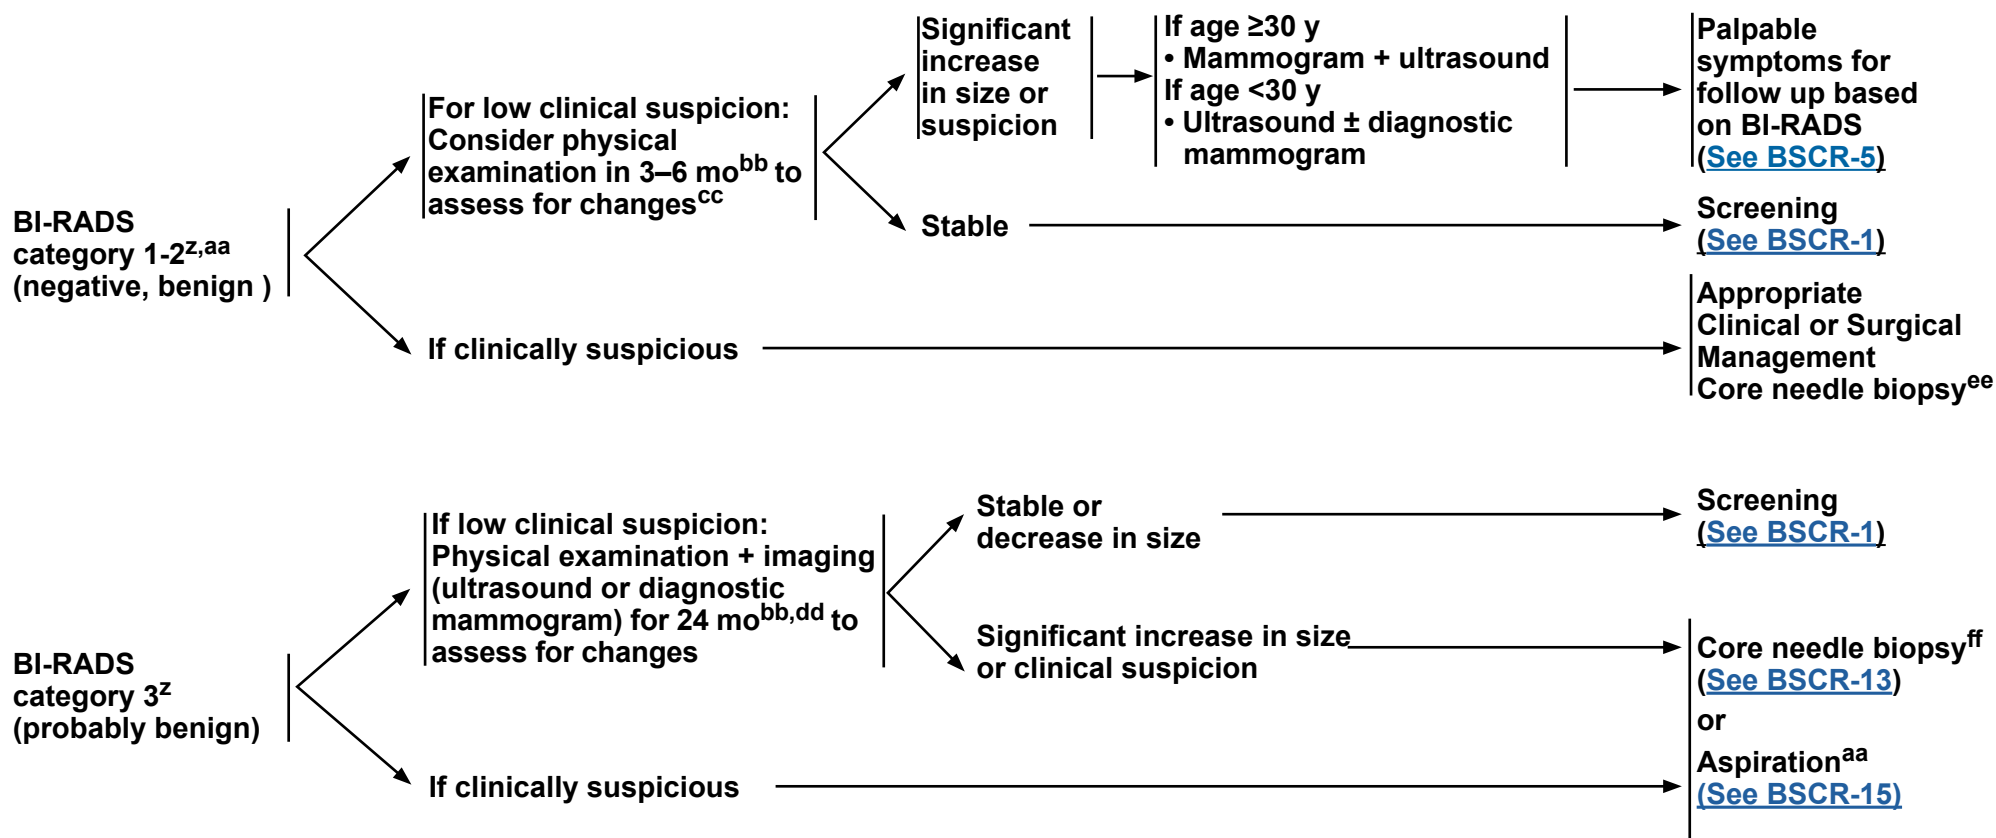 BI-RADS
category 1-2z,aa
(negative, benign )
For low clinical suspicion:
Consider physical
examination in 3–6 mobb to
assess for changescc
Significant
increase
in size or
suspicion
If age ≥30 y
• Mammogram + ultrasound
If age <30 y
• Ultrasound ± diagnostic
mammogram
Palpable
symptoms for
follow up based
on BI-RADS
(See BSCR-5)
Stable
Screening
(See BSCR-1)
If clinically suspicious
Appropriate
Clinical or Surgical
Management
Core needle biopsyee
BI-RADS
category 3z
(probably benign)
If low clinical suspicion:
Physical examination + imaging
(ultrasound or diagnostic
mammogram) for 24 mobb,dd to
assess for changes
Stable or
decrease in size
Screening
(See BSCR-1)
Significant increase in size
or clinical suspicion
Core needle biopsyff
(See BSCR-13)
or
Aspirationaa
(See BSCR-15)
If clinically suspicious